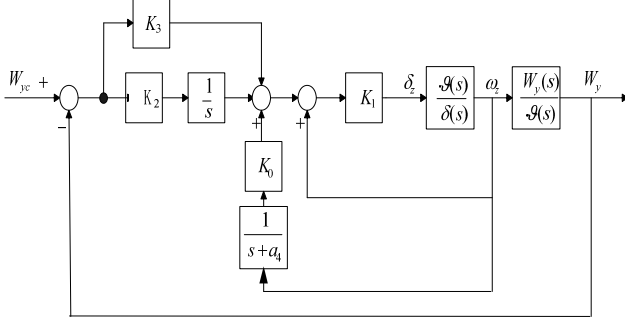 K₃
W_yc +
K₂
1/s
K₁
δ_z
·ϑ(s)/δ(s)
ω_z
W_y(s)/·ϑ(s)
W_y
−
+
+
K₀
1/(s+a₄)